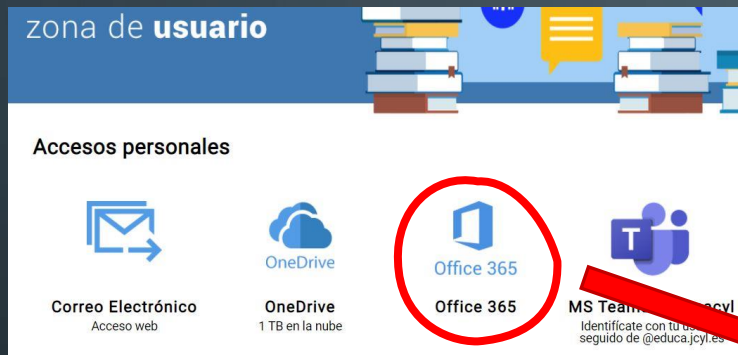 zona de usuario
Accesos personales
OneDrive
Office 365
T
Correo Electrónico
OneDrive
Office 365
MS
Acceso web
1 TB en la nube
Identifícate con tu
seguido de @educa.jcyl.es